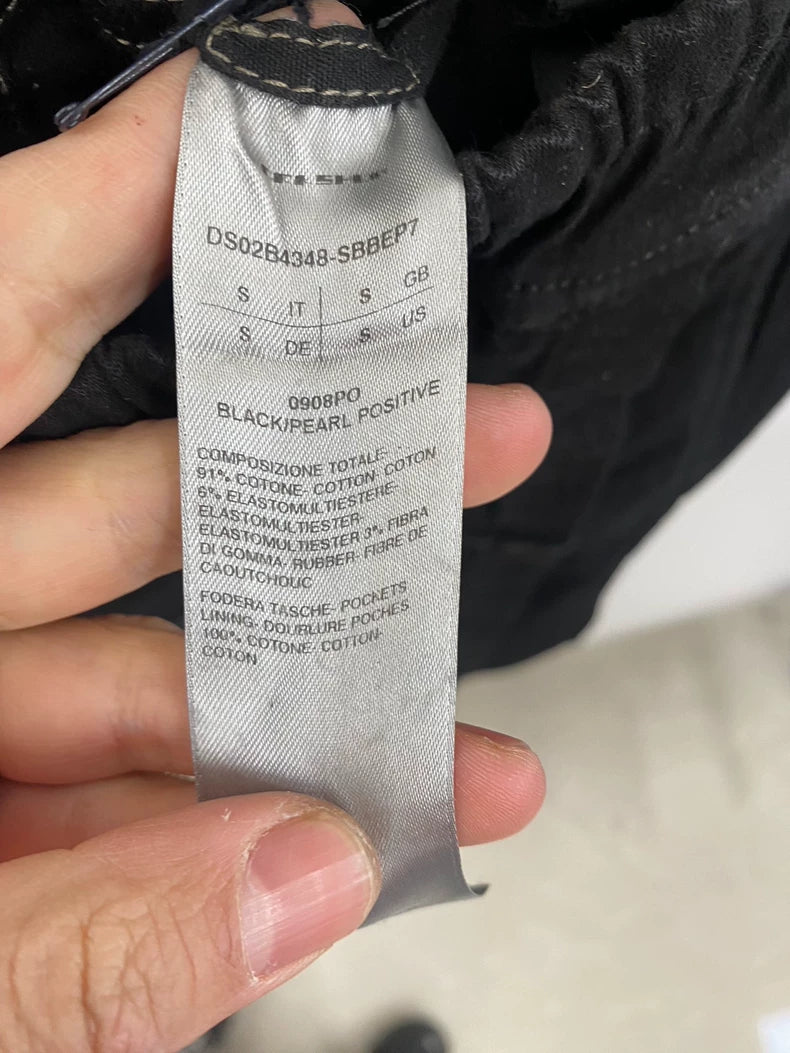 DS02B4348-SBBEP7
S IT S GB
S DE S US
0908PO
BLACK/PEARL POSITIVE
COMPOSIZIONE TOTALE-
91% COTONE- COTTON- COTON
6% ELASTOMULTIESTERE-
ELASTOMULTIESTER-
ELASTOMULTIESTER 3%, FIBRA
DI GOMMA- RUBBER- FIBRE DE
CAOUTCHOUC
FODERA TASCHE- POCKETS
LINING- DOUBLURE POCHES
100% COTONE- COTTON-
COTON